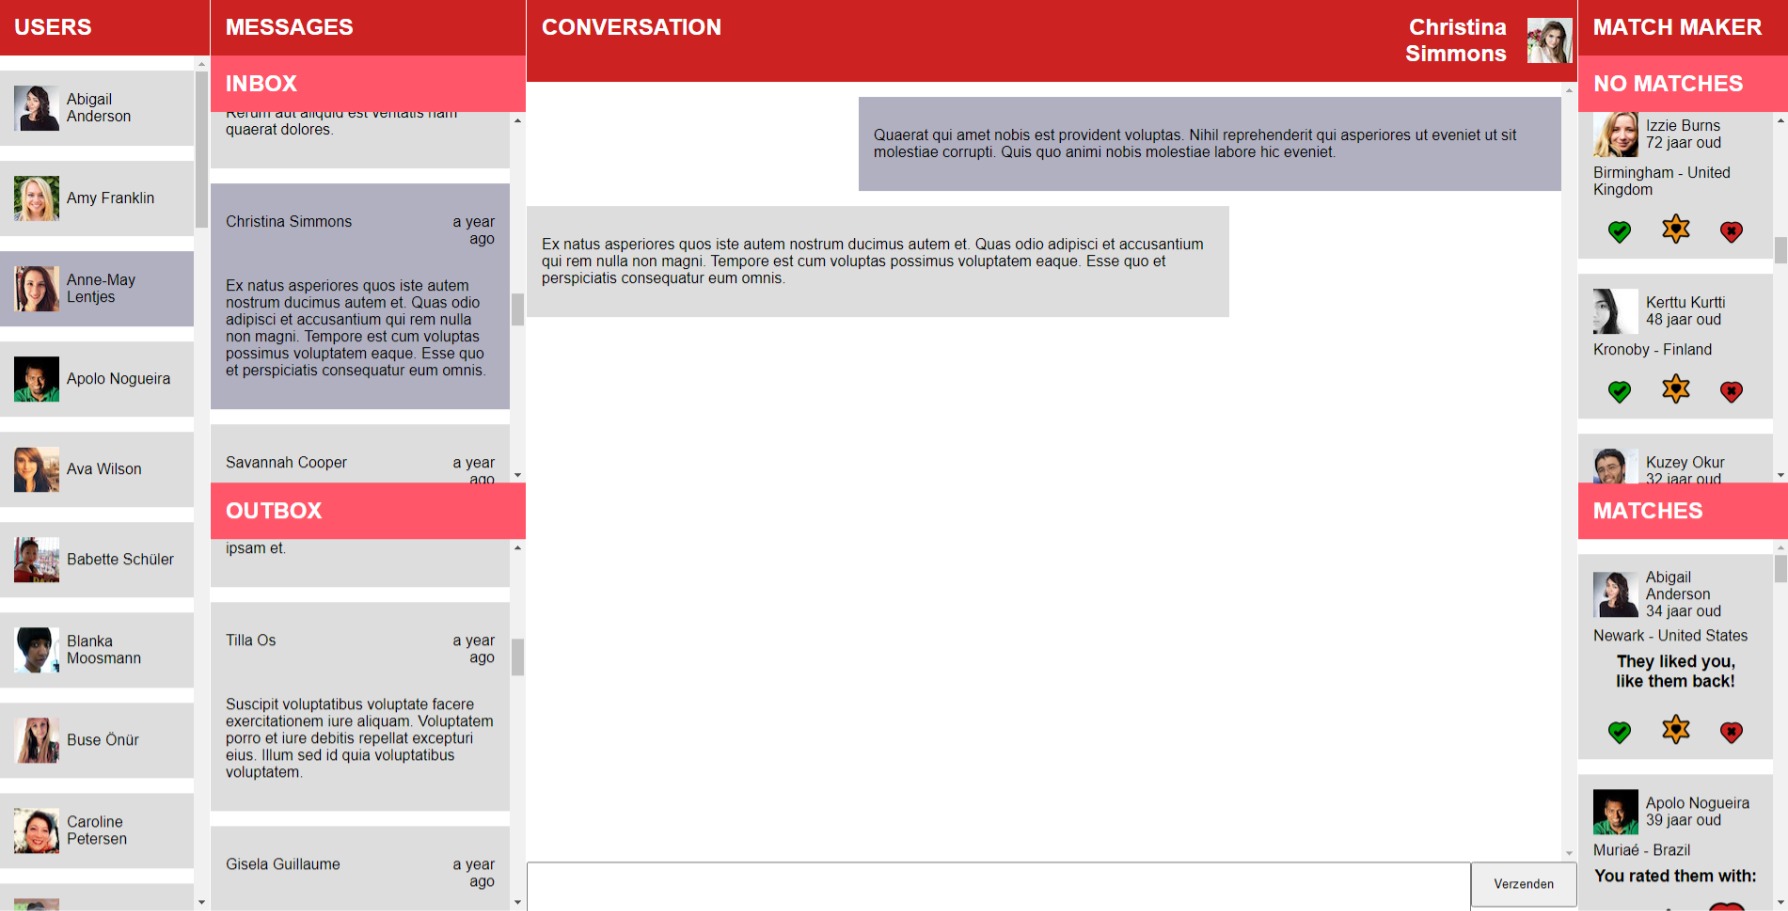 USERS
Abigail
Anderson
Amy Franklin
Anne-May
Lentjes
Apolo Nogueira
Ava Wilson
Babette Schüler
Blanka
Moosmann
Buse Önür
Caroline
Petersen
MESSAGES
INBOX
Rerum aut aliquid est veritatis nam
quaerat dolores.
Christina Simmons
a year
ago
Ex natus asperiores quos iste autem
nostrum ducimus autem et. Quas odio
adipisci et accusantium qui rem nulla
non magni. Tempore est cum voluptas
possimus voluptatem eaque. Esse quo
et perspiciatis consequatur eum omnis.
Savannah Cooper
a year
ago
OUTBOX
ipsam et.
Tilla Os
a year
ago
Suscipit voluptatibus voluptate facere
exercitationem iure aliquam. Voluptatem
porro et iure debitis repellat excepturi
eius. Illum sed id quia voluptatibus
voluptatem.
Gisela Guillaume
a year
ago
CONVERSATION
Christina
Simmons
Quaerat qui amet nobis est provident voluptas. Nihil reprehenderit qui asperiores ut eveniet ut sit
molestiae corrupti. Quis quo animi nobis molestiae labore hic eveniet.
Ex natus asperiores quos iste autem nostrum ducimus autem et. Quas odio adipisci et accusantium
qui rem nulla non magni. Tempore est cum voluptas possimus voluptatem eaque. Esse quo et
perspiciatis consequatur eum omnis.
Verzenden
MATCH MAKER
NO MATCHES
Izzie Burns
72 jaar oud
Birmingham - United
Kingdom
Kerttu Kurtti
48 jaar oud
Kronoby - Finland
Kuzey Okur
32 jaar oud
MATCHES
Abigail
Anderson
34 jaar oud
Newark - United States
They liked you,
like them back!
Apolo Nogueira
39 jaar oud
Muriaé - Brazil
You rated them with: